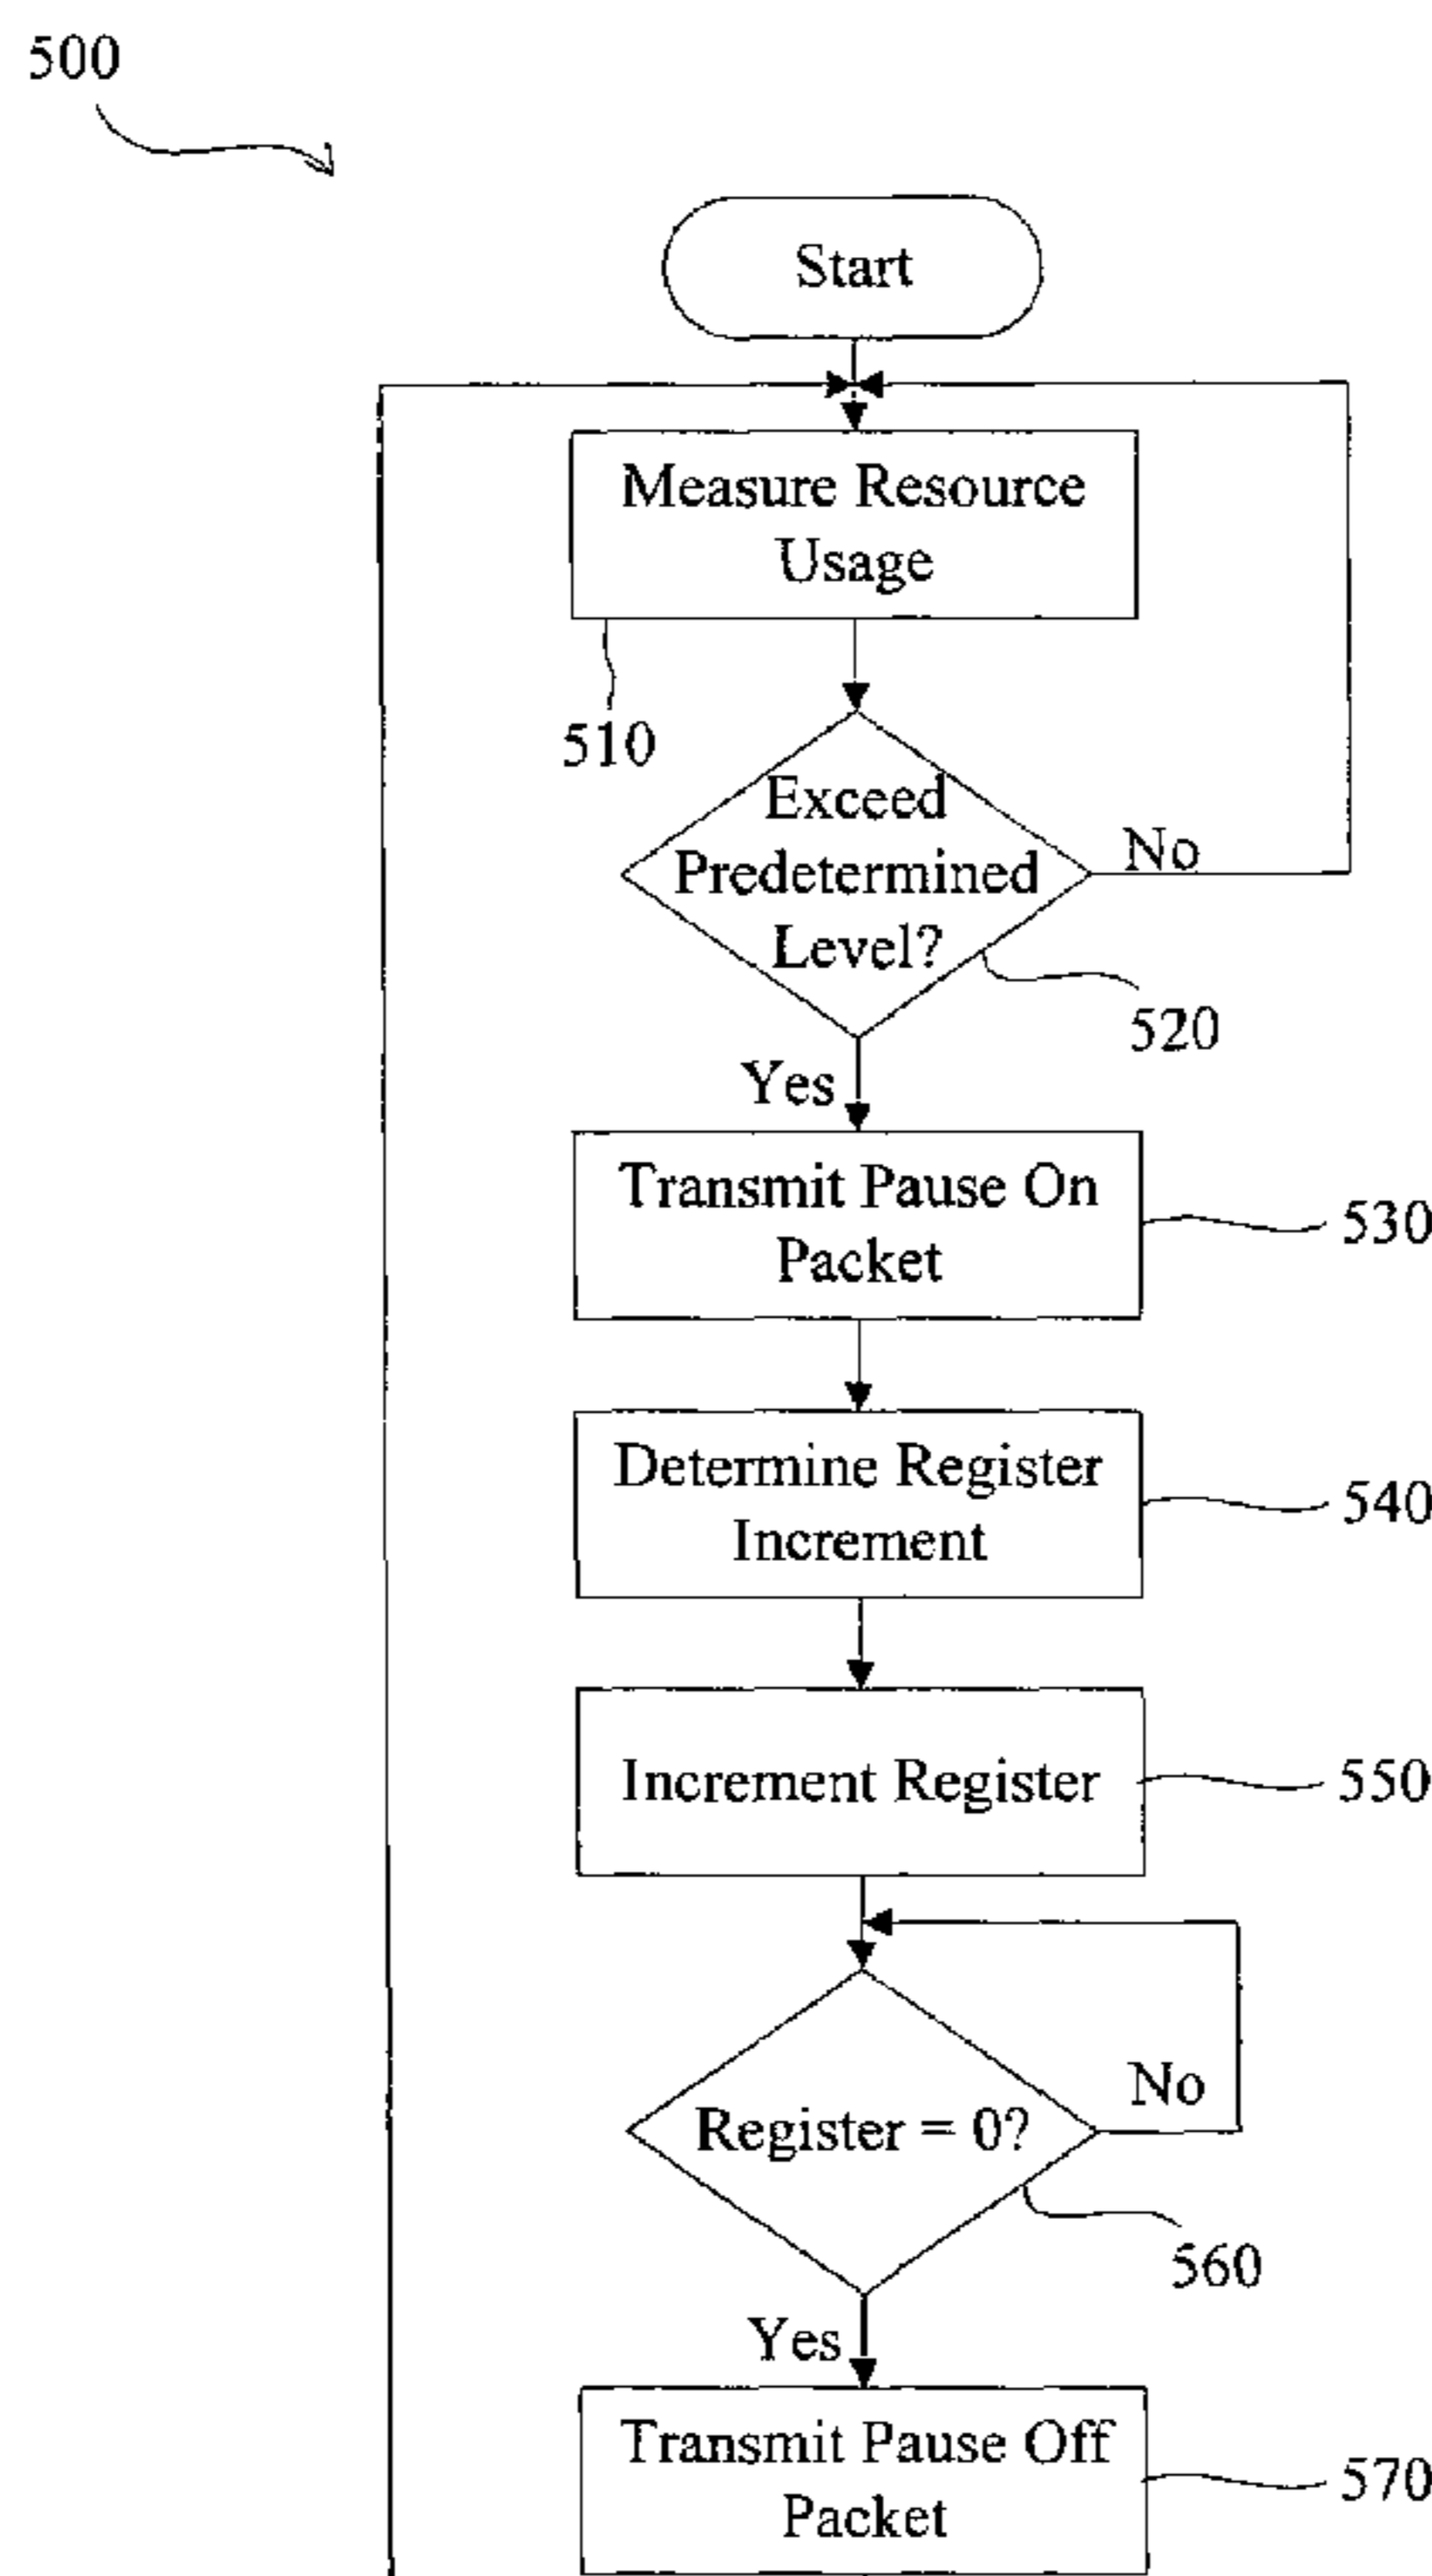 500
Start
Measure Resource
Usage
510
Exceed
Predetermined
Level?
No
520
Yes
Transmit Pause On
Packet
530
Determine Register
Increment
540
Increment Register
550
Register = 0?
No
560
Yes
Transmit Pause Off
Packet
570